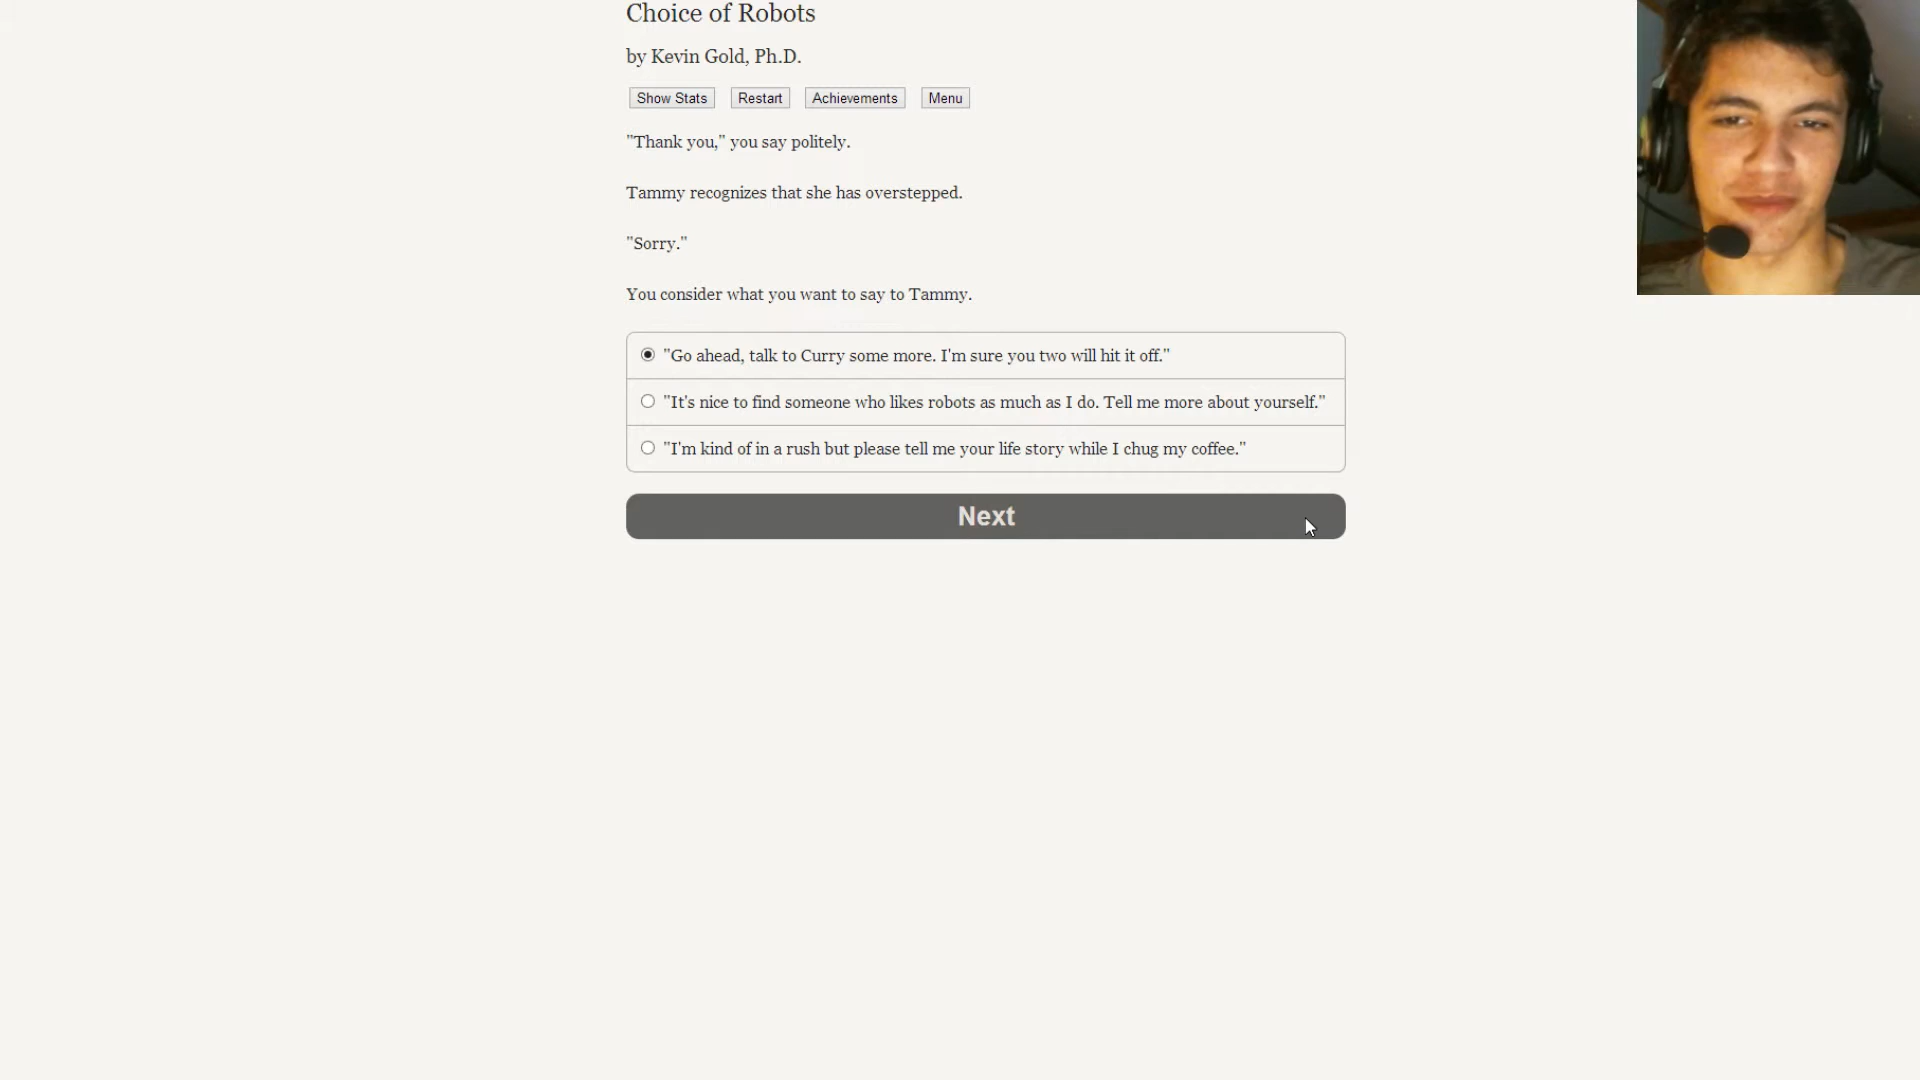 Choice of Robots
by Kevin Gold, Ph.D.
Show Stats Restart Achievements Menu
"Thank you," you say politely.
Tammy recognizes that she has overstepped.
"Sorry."
You consider what you want to say to Tammy.
"Go ahead, talk to Curry some more. I'm sure you two will hit it off."
"It's nice to find someone who likes robots as much as I do. Tell me more about yourself."
"I'm kind of in a rush but please tell me your life story while I chug my coffee."
Next